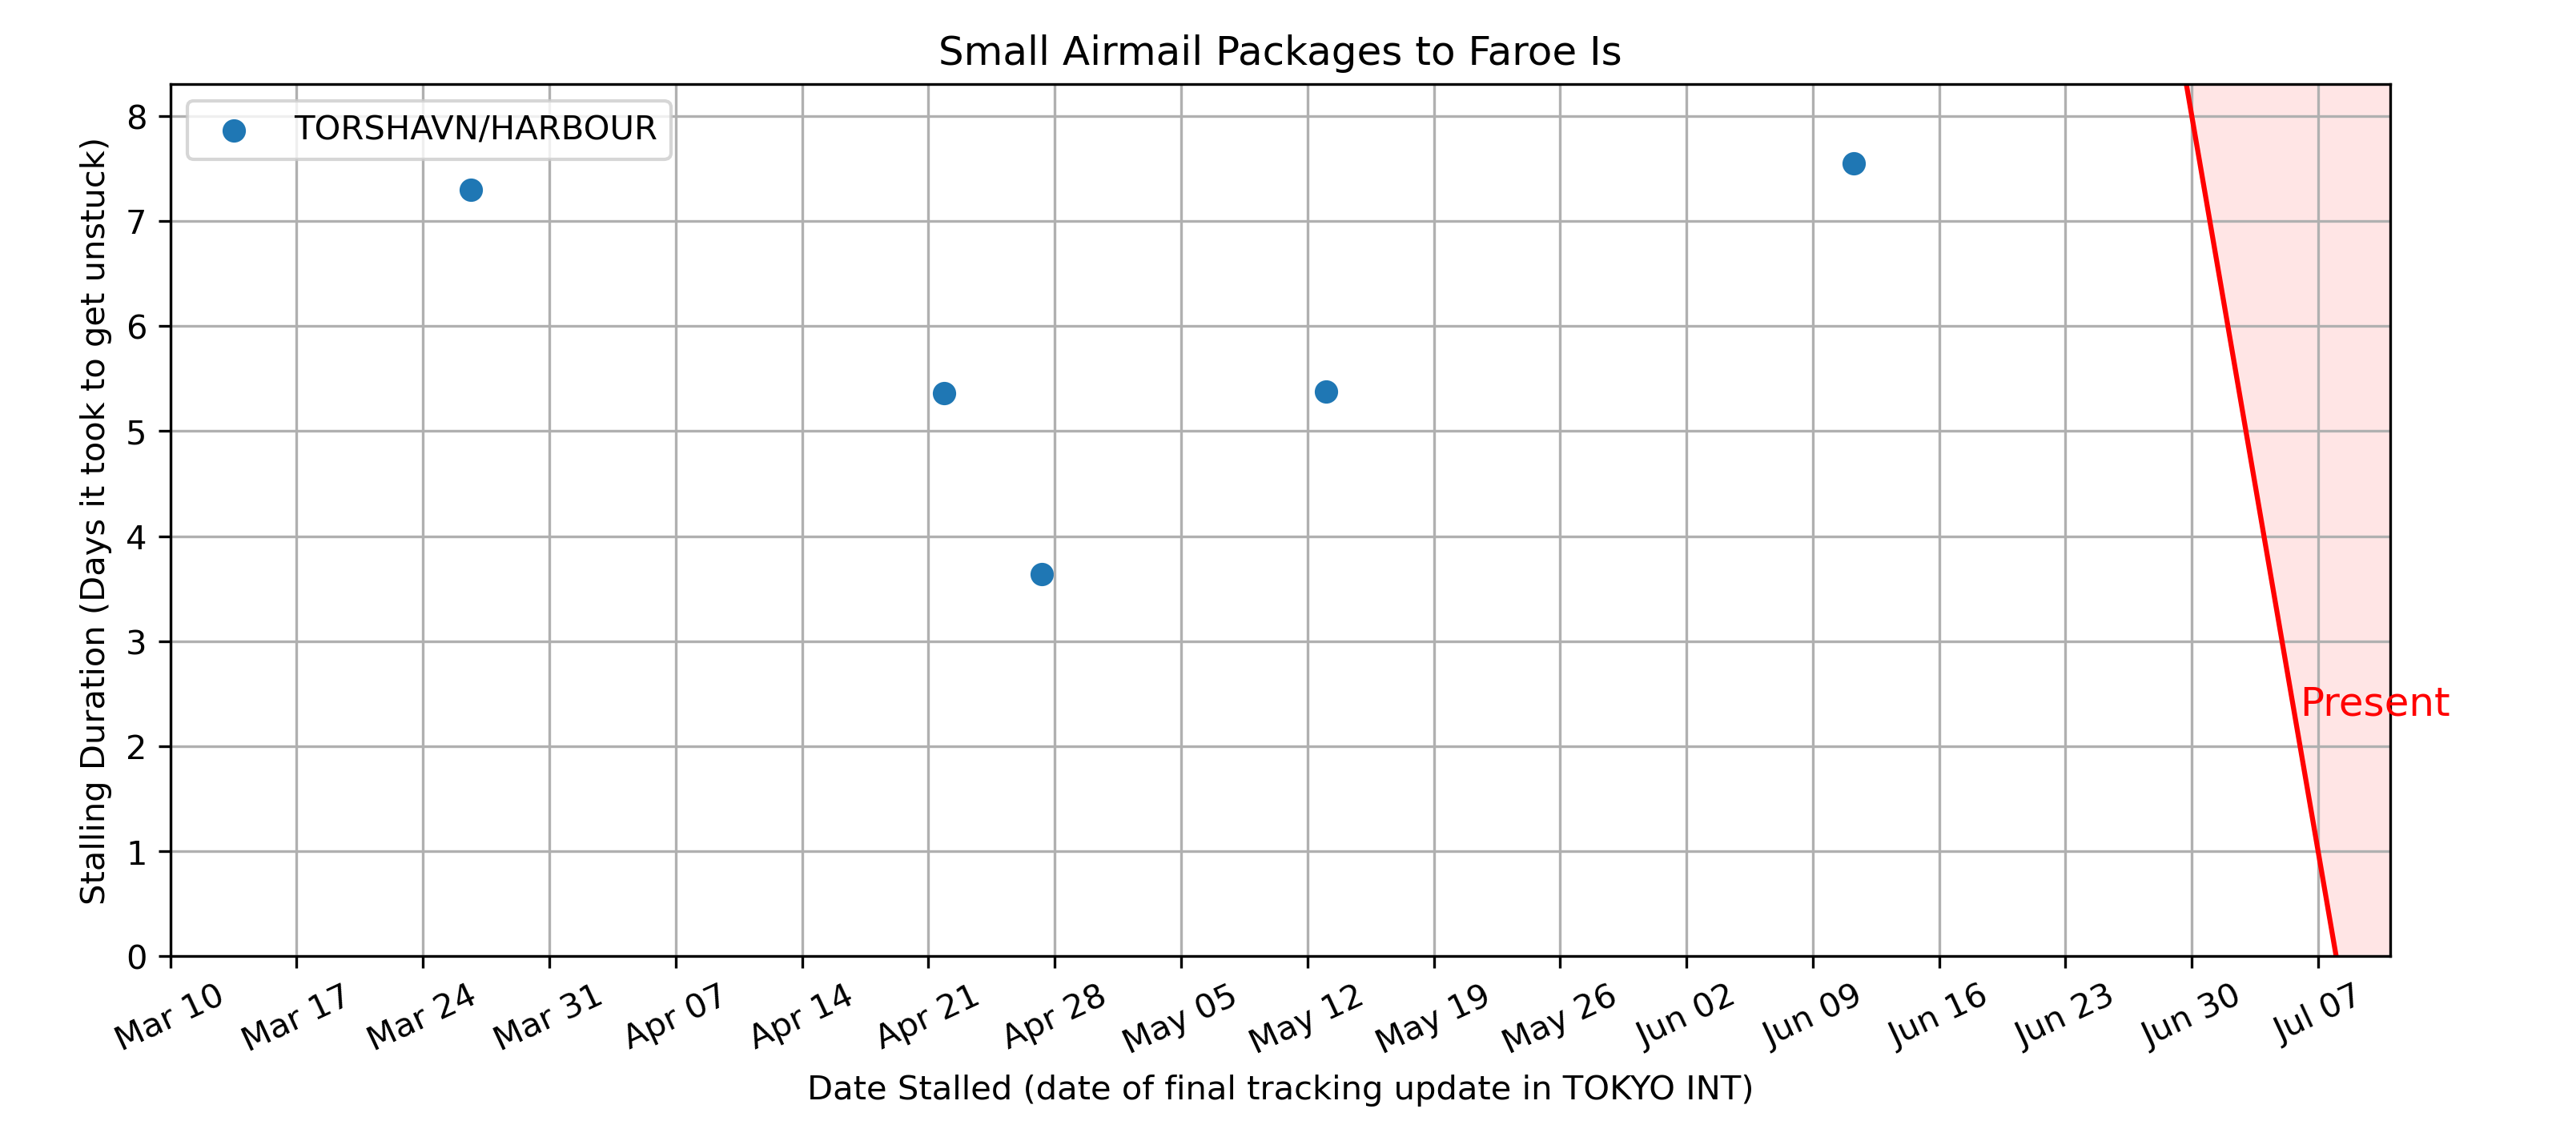 Small Airmail Packages to Faroe Is
TORSHAVN/HARBOUR
Stalling Duration (Days it took to get unstuck)
8
7
6
5
4
3
2
1
0
Present
Mar 10 Mar 17 Mar 24 Mar 31 Apr 07 Apr 14 Apr 21 Apr 28 May 05 May 12 May 19 May 26 Jun 02 Jun 09 Jun 16 Jun 23 Jun 30 Jul 07
Date Stalled (date of final tracking update in TOKYO INT)